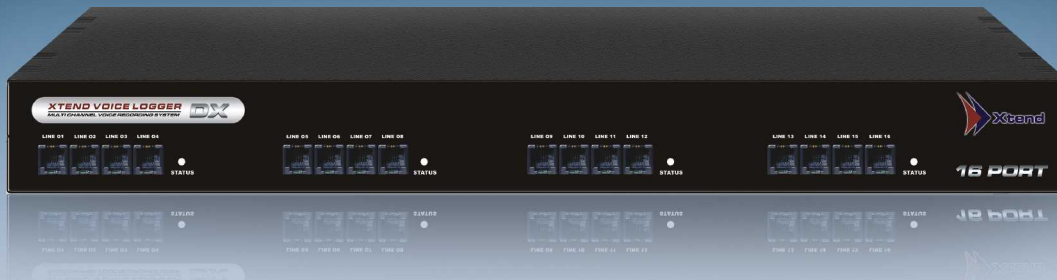 XTEND VOICE LOGGER DX
MULTI CHANNEL VOICE RECORDING SYSTEM
Xtend
LINE 01 LINE 02 LINE 03 LINE 04
STATUS
LINE 05 LINE 06 LINE 07 LINE 08
STATUS
LINE 09 LINE 10 LINE 11 LINE 12
STATUS
LINE 13 LINE 14 LINE 15 LINE 16
STATUS
16 PORT